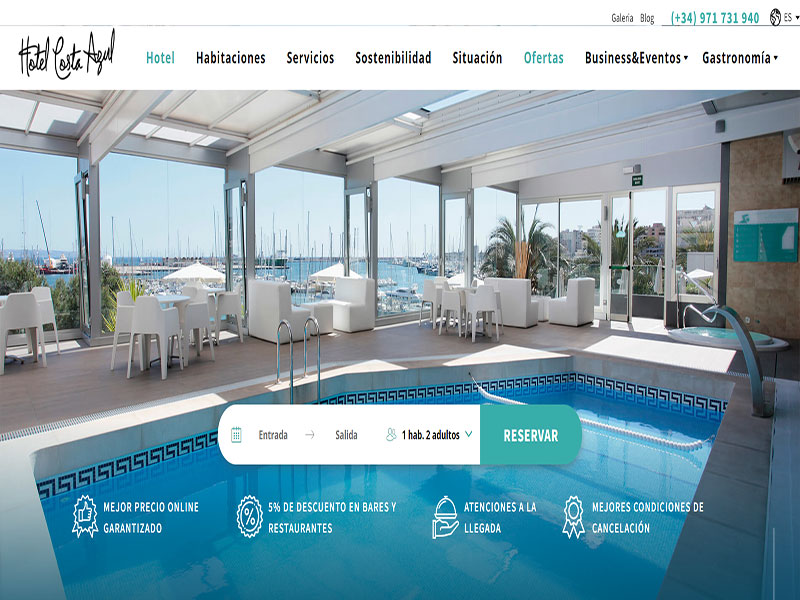 Galeria Blog (+34) 971 731 940 ES
Hotel Costa Azul
Hotel Habitaciones Servicios Sostenibilidad Situación Ofertas Business&Eventos Gastronomía
Entrada → Salida 1 hab. 2 adultos RESERVAR
MEJOR PRECIO ONLINE
GARANTIZADO
5% DE DESCUENTO EN BARES Y
RESTAURANTES
ATENCIONES A LA
LLEGADA
MEJORES CONDICIONES DE
CANCELACIÓN